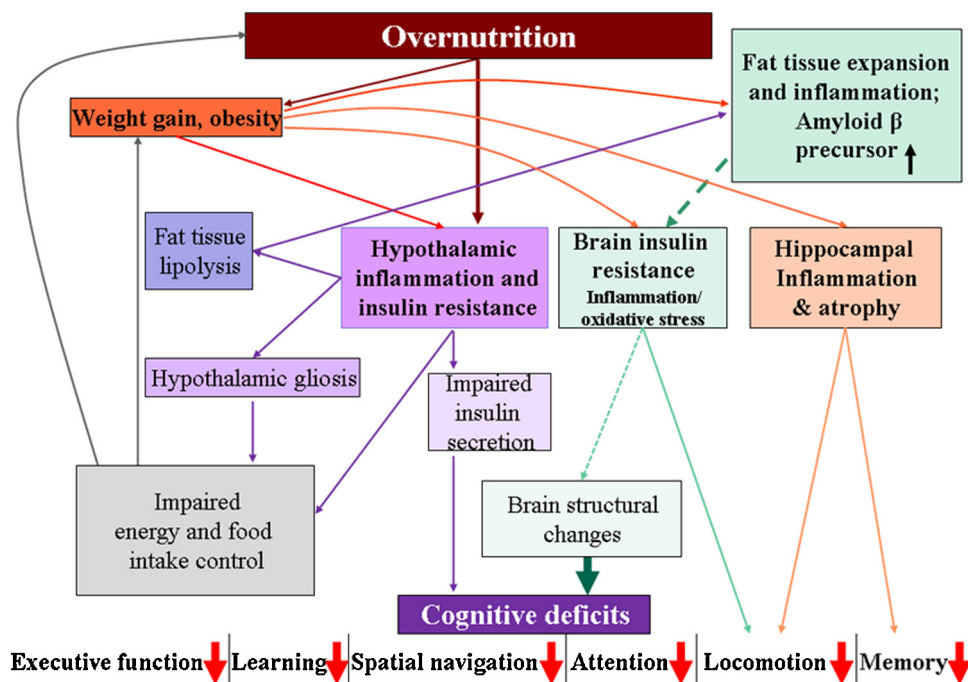 Overnutrition
Fat tissue expansion
and inflammation;
Amyloid β
precursor
Weight gain, obesity
Fat tissue
lipolysis
Hypothalamic
inflammation and
insulin resistance
Brain insulin
resistance
Inflammation/
oxidative stress
Hippocampal
Inflammation
& atrophy
Hypothalamic gliosis
Impaired
insulin
secretion
Impaired
energy and food
intake control
Brain structural
changes
Cognitive deficits
Executive function Learning Spatial navigation Attention Locomotion Memory